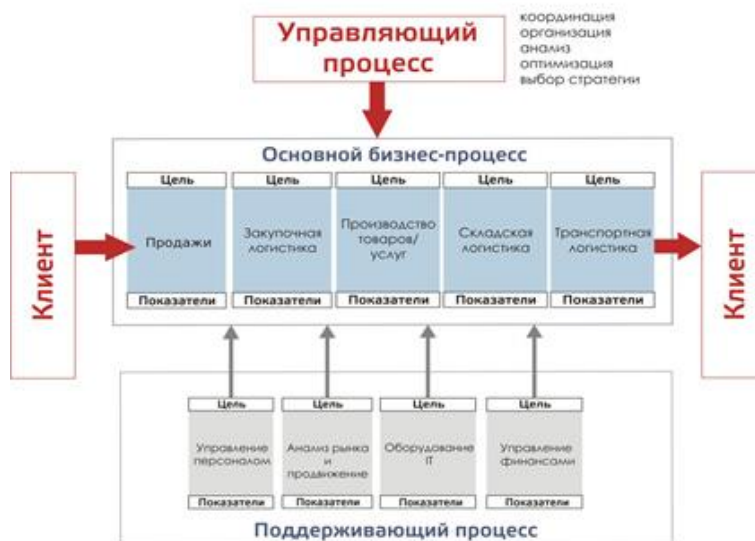 Управляющий
процесс
координация
организация
анализ
оптимизация
выбор стратегии
Основной бизнес-процесс
Цель
Цель
Цель
Цель
Цель
Клиент
Продажи
Закупочная
логистика
Производство
товаров/
услуг
Складская
логистика
Транспортная
логистика
Клиент
Показатели
Показатели
Показатели
Показатели
Показатели
Цель
Цель
Цель
Цель
Управление
персоналом
Анализ рынка
и
продвижение
Оборудование
IT
Управление
финансами
Показатели
Показатели
Показатели
Показатели
Поддерживающий процесс